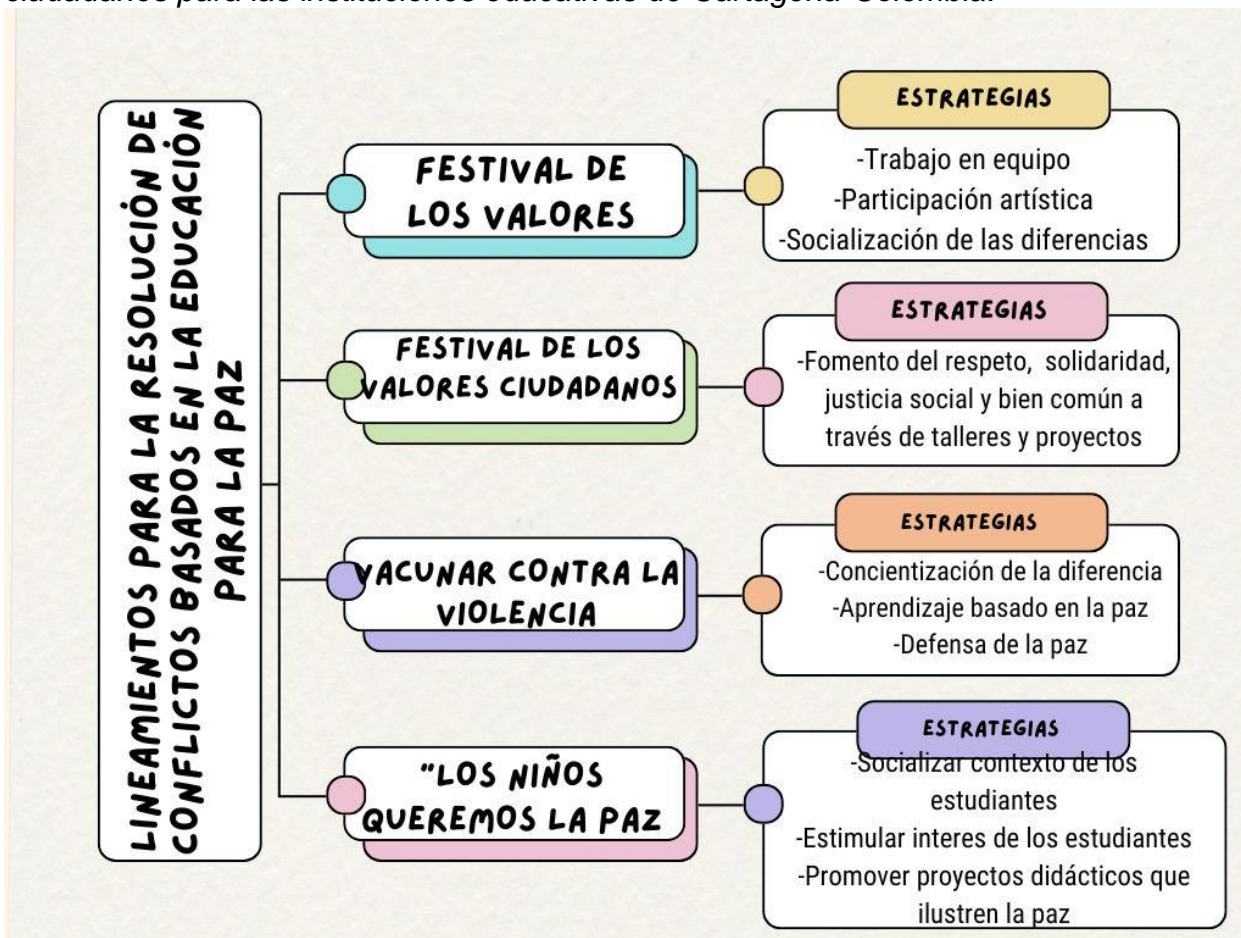 ciudadanos para las instituciones educativas de Cartagena-Colombia.
LINEAMIENTOS PARA LA RESOLUCIÓN DE
CONFLICTOS BASADOS EN LA EDUCACIÓN
PARA LA PAZ
FESTIVAL DE
LOS VALORES
ESTRATEGIAS
-Trabajo en equipo
-Participación artística
-Socialización de las diferencias
FESTIVAL DE LOS
VALORES CIUDADANOS
ESTRATEGIAS
-Fomento del respeto, solidaridad,
justicia social y bien común a
través de talleres y proyectos
VACUNAR CONTRA LA
VIOLENCIA
ESTRATEGIAS
-Concientización de la diferencia
-Aprendizaje basado en la paz
-Defensa de la paz
"LOS NIÑOS
QUEREMOS LA PAZ
ESTRATEGIAS
-Socializar contexto de los
estudiantes
-Estimular interes de los estudiantes
-Promover proyectos didácticos que
ilustren la paz